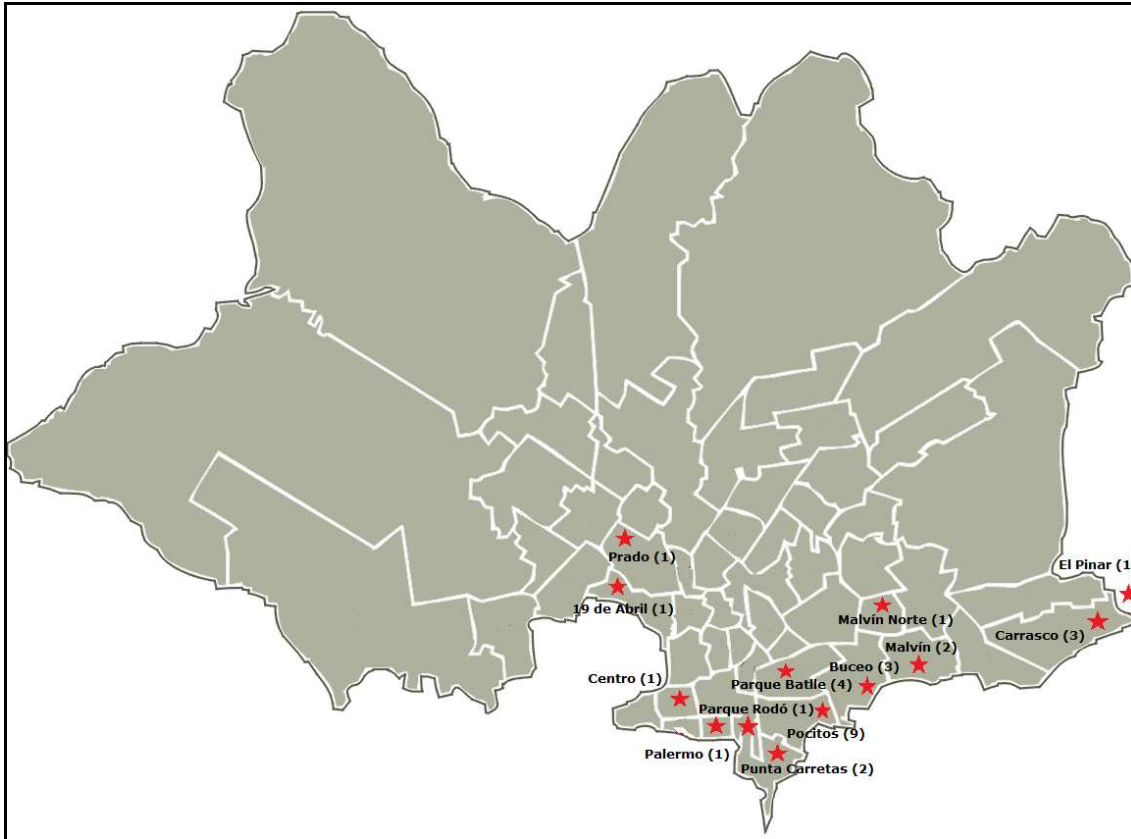 Prado (1)
El Pinar (1
19 de Abril (1)
Malvín Norte (1)
Carrasco (3)
Malvín (2)
Buceo (3)
Centro (1)
Parque Batlle (4)
Parque Rodó (1)
Pocitos (9)
Palermo (1)
Punta Carretas (2)